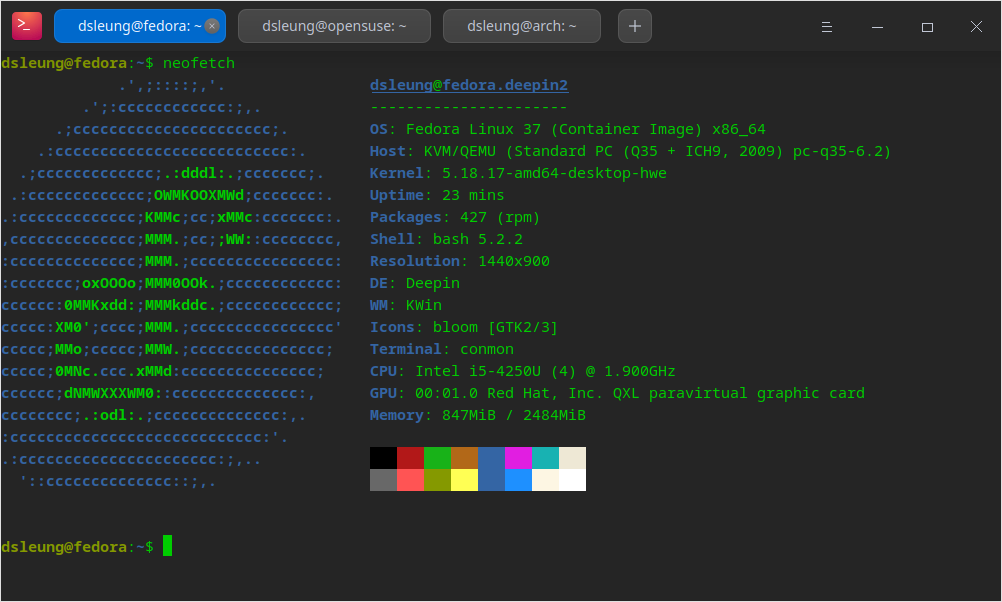 dsleung@fedora: ~ × dsleung@opensuse: ~ dsleung@arch: ~ +
dsleung@fedora:~$ neofetch
.',;::::;,'. dsleung@fedora.deepin2
.';:cccccccccccc:;,. ----------------------
.;cccccccccccccccccccccc;. OS: Fedora Linux 37 (Container Image) x86_64
.:cccccccccccccccccccccccccc:. Host: KVM/QEMU (Standard PC (Q35 + ICH9, 2009) pc-q35-6.2)
.;ccccccccccccc;.:dddl:.;ccccccc;. Kernel: 5.18.17-amd64-desktop-hwe
.:ccccccccccccc;OWMKOOXMWd;ccccccc:. Uptime: 23 mins
.:ccccccccccccc;KMMc;cc;xMMc:ccccccc:. Packages: 427 (rpm)
,cccccccccccccc;MMM.;cc;;WW::cccccccc, Shell: bash 5.2.2
:cccccccccccccc;MMM.;cccccccccccccccc: Resolution: 1440x900
:ccccccc;oxOOOo;MMM0OOk.;cccccccccccc: DE: Deepin
cccccc:0MMKxdd:;MMMkddc.;cccccccccccc; WM: KWin
ccccc:XM0';cccc;MMM.;cccccccccccccccc' Icons: bloom [GTK2/3]
ccccc;MMo;ccccc;MMW.;ccccccccccccccc; Terminal: conmon
ccccc;0MNc.ccc.xMMd:ccccccccccccccc; CPU: Intel i5-4250U (4) @ 1.900GHz
cccccc;dNMWXXXWM0::cccccccccccccc:, GPU: 00:01.0 Red Hat, Inc. QXL paravirtual graphic card
cccccccc;.:odl:.;cccccccccccccc:,. Memory: 847MiB / 2484MiB
:cccccccccccccccccccccccccccc:'.
.:cccccccccccccccccccccc:;,..
'::cccccccccccccc::;,.
dsleung@fedora:~$